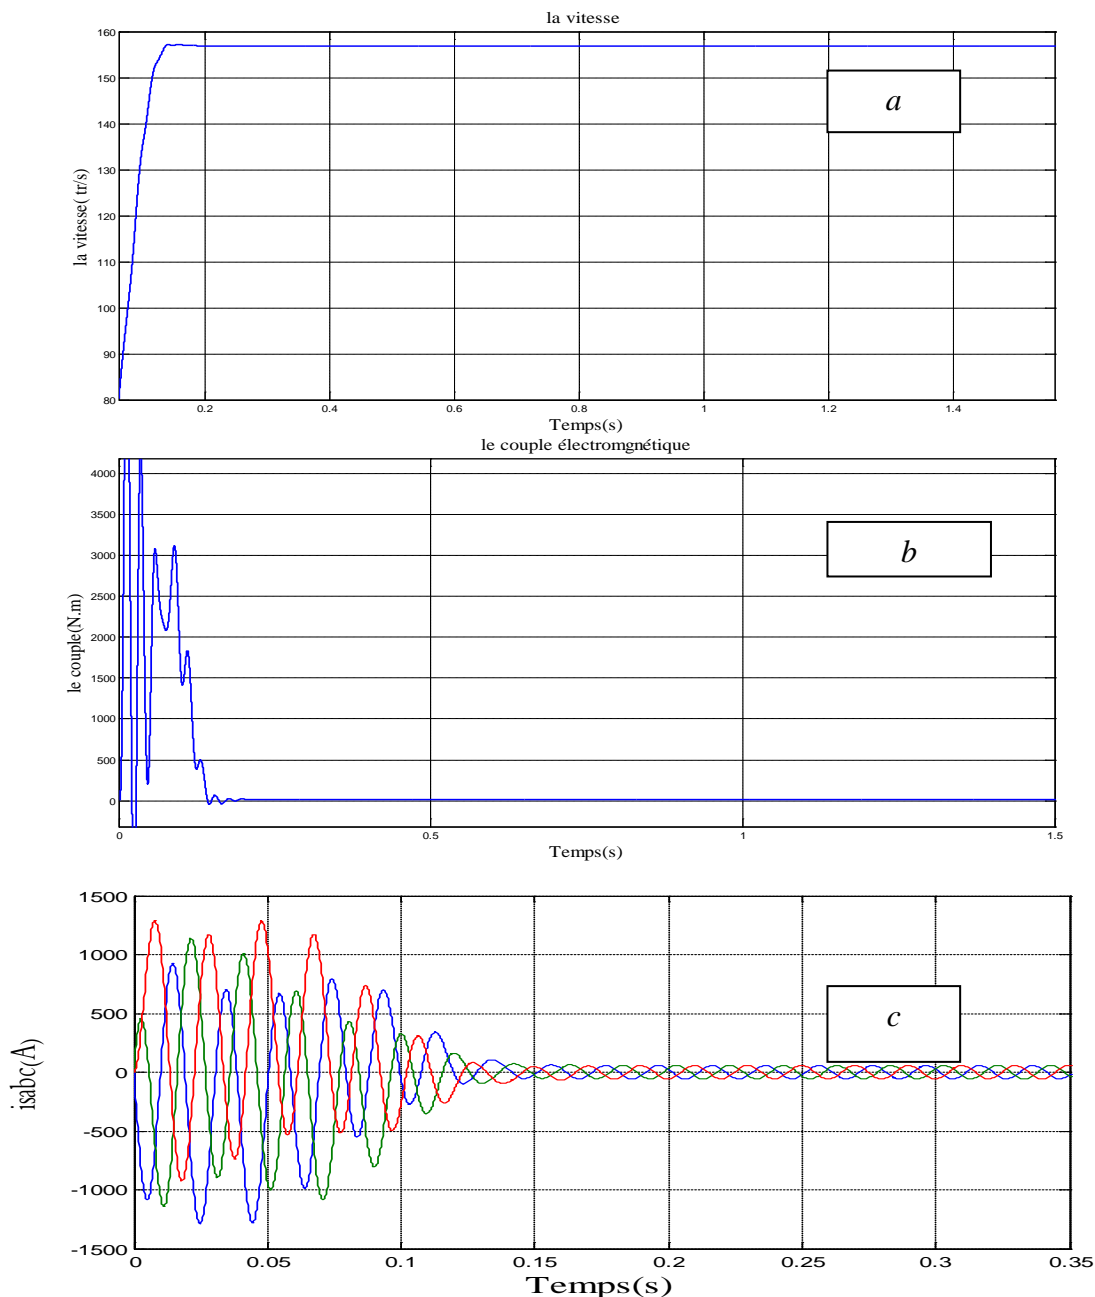 la vitesse
160
150
140
130
120
110
100
90
80
la vitesse( tr/s)
a
0.2 0.4 0.6 0.8 1 1.2 1.4
Temps(s)
le couple électromgnétique
4000
3500
3000
2500
2000
1500
1000
500
0
le couple(N.m)
b
0 0.5 1 1.5
Temps(s)
1500
1000
500
0
-500
-1000
-1500
isabc(A)
c
0 0.05 0.1 0.15 0.2 0.25 0.3 0.35
Temps(s)